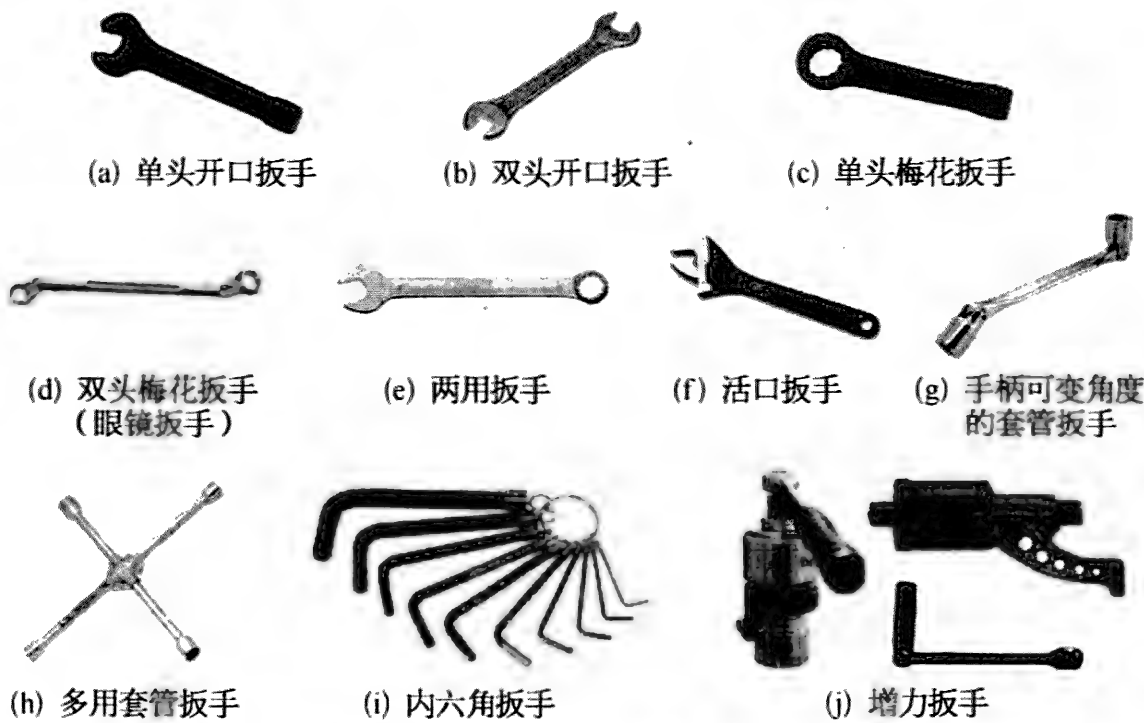 (a) 单头开口扳手
(b) 双头开口扳手
(c) 单头梅花扳手
(d) 双头梅花扳手
（眼镜扳手）
(e) 两用扳手
(f) 活口扳手
(g) 手柄可变角度
的套管扳手
(h) 多用套管扳手
(i) 内六角扳手
(j) 增力扳手